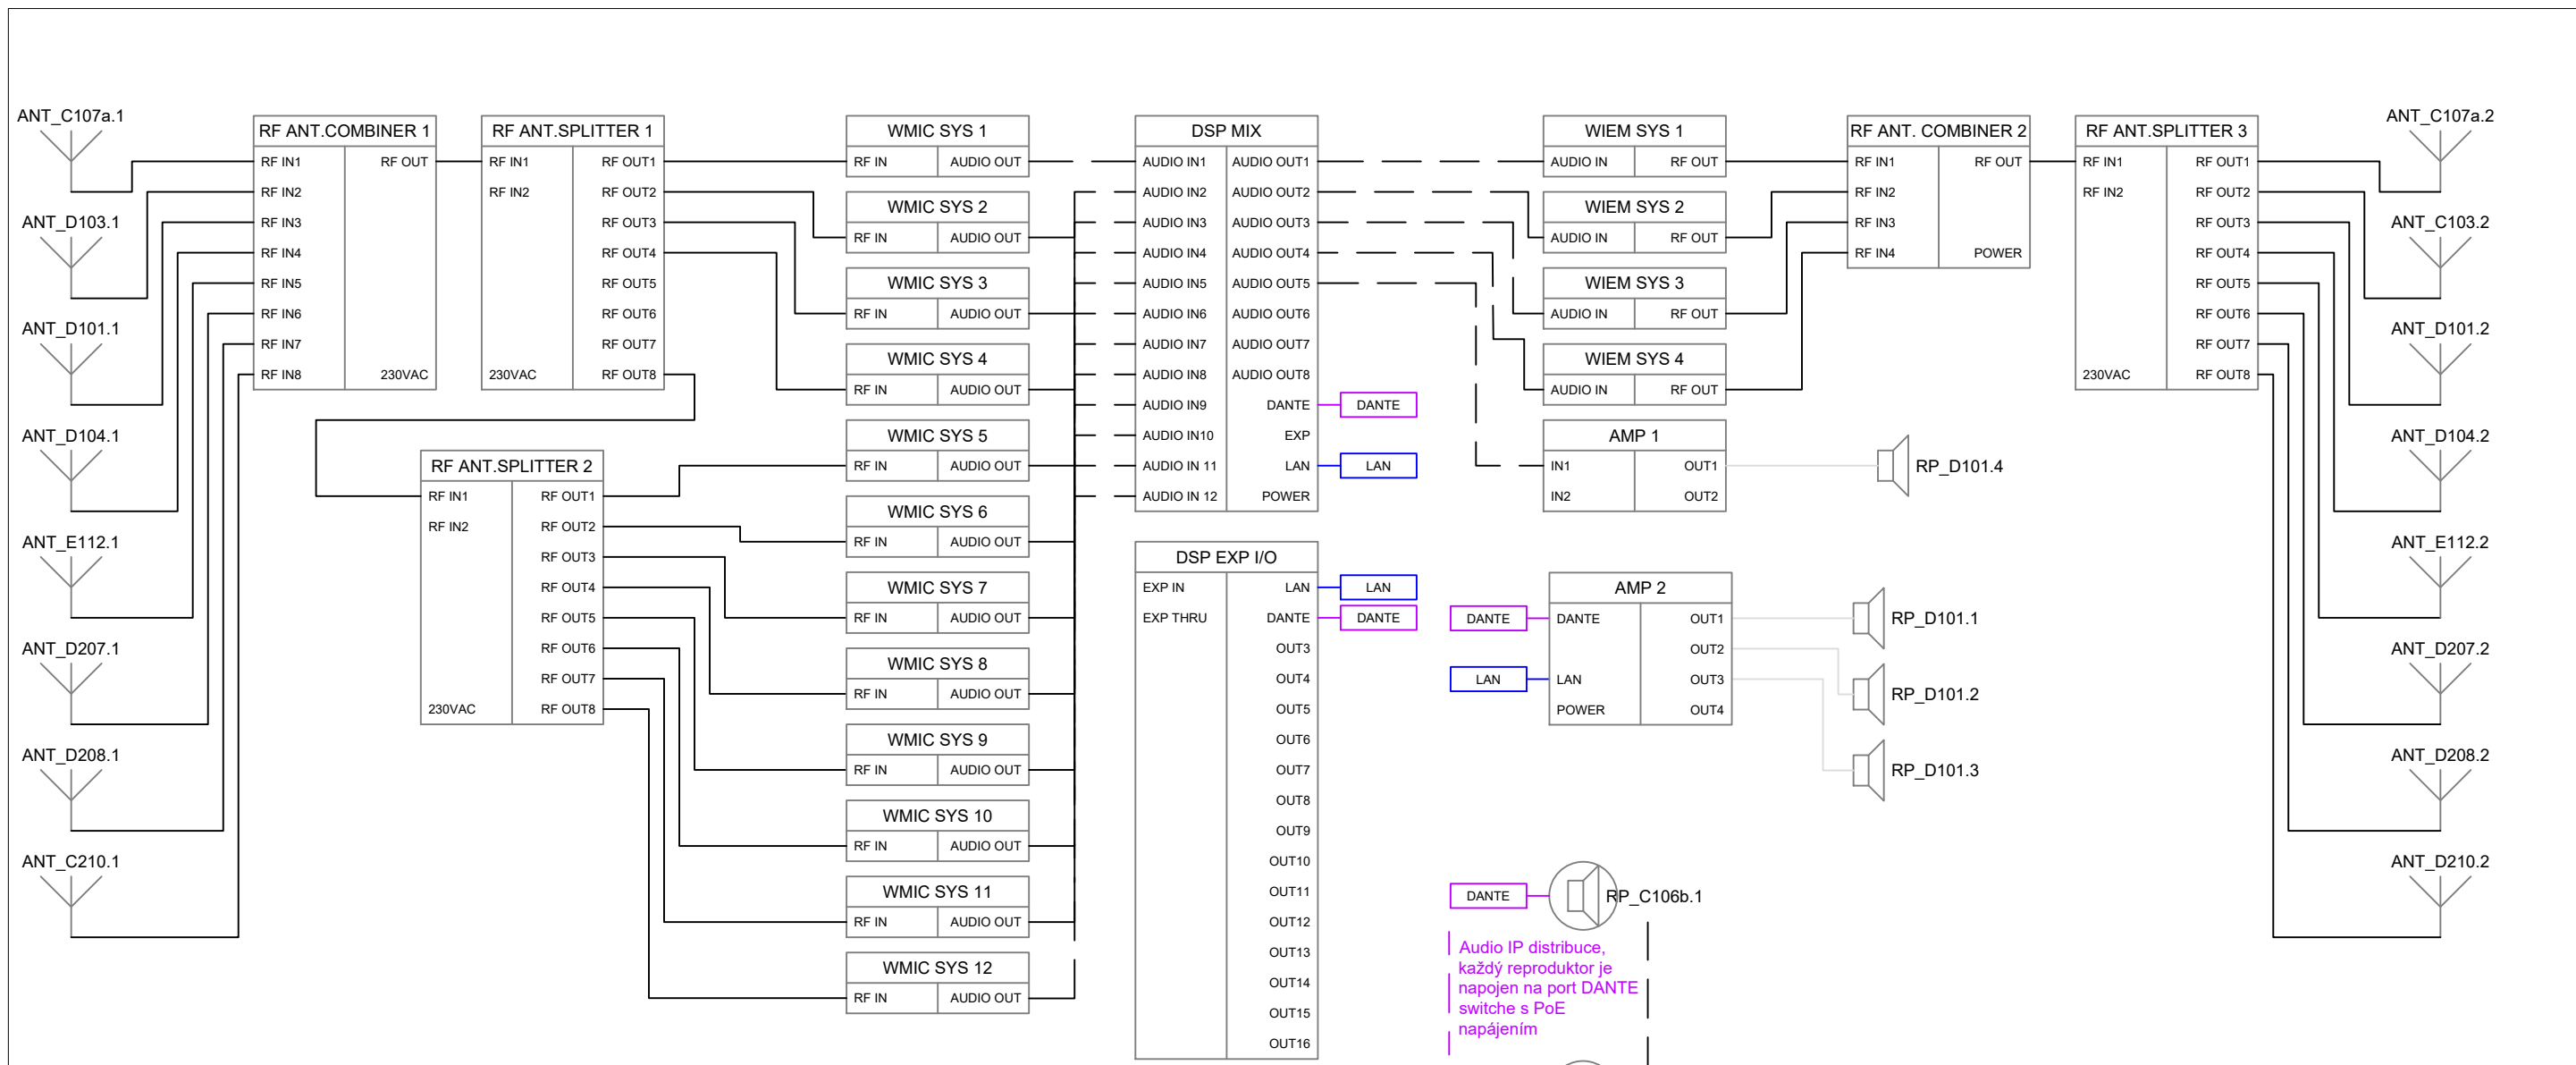 ANT_C107a.1
ANT_D103.1
ANT_D101.1
ANT_D104.1
ANT_E112.1
ANT_D207.1
ANT_D208.1
ANT_C210.1
RF ANT.COMBINER 1
RF IN1
RF IN2
RF IN3
RF IN4
RF IN5
RF IN6
RF IN7
RF IN8
RF OUT
230VAC
RF ANT.SPLITTER 1
RF IN1
RF IN2
230VAC
RF OUT1
RF OUT2
RF OUT3
RF OUT4
RF OUT5
RF OUT6
RF OUT7
RF OUT8
RF ANT.SPLITTER 2
RF IN1
RF IN2
230VAC
RF OUT1
RF OUT2
RF OUT3
RF OUT4
RF OUT5
RF OUT6
RF OUT7
RF OUT8
WMIC SYS 1
RF IN AUDIO OUT
WMIC SYS 2
RF IN AUDIO OUT
WMIC SYS 3
RF IN AUDIO OUT
WMIC SYS 4
RF IN AUDIO OUT
WMIC SYS 5
RF IN AUDIO OUT
WMIC SYS 6
RF IN AUDIO OUT
WMIC SYS 7
RF IN AUDIO OUT
WMIC SYS 8
RF IN AUDIO OUT
WMIC SYS 9
RF IN AUDIO OUT
WMIC SYS 10
RF IN AUDIO OUT
WMIC SYS 11
RF IN AUDIO OUT
WMIC SYS 12
RF IN AUDIO OUT
DSP MIX
AUDIO IN1 AUDIO OUT1
AUDIO IN2 AUDIO OUT2
AUDIO IN3 AUDIO OUT3
AUDIO IN4 AUDIO OUT4
AUDIO IN5 AUDIO OUT5
AUDIO IN6 AUDIO OUT6
AUDIO IN7 AUDIO OUT7
AUDIO IN8 AUDIO OUT8
AUDIO IN9 DANTE DANTE
AUDIO IN10 EXP
AUDIO IN 11 LAN LAN
AUDIO IN 12 POWER
DSP EXP I/O
EXP IN LAN LAN
EXP THRU DANTE DANTE
OUT3
OUT4
OUT5
OUT6
OUT7
OUT8
OUT9
OUT10
OUT11
OUT12
OUT13
OUT14
OUT15
OUT16
WIEM SYS 1
AUDIO IN RF OUT
WIEM SYS 2
AUDIO IN RF OUT
WIEM SYS 3
AUDIO IN RF OUT
WIEM SYS 4
AUDIO IN RF OUT
AMP 1
IN1 OUT1
IN2 OUT2
RP_D101.4
AMP 2
DANTE DANTE OUT1
OUT2
LAN LAN OUT3
POWER OUT4
RP_D101.1
RP_D101.2
RP_D101.3
DANTE
RP_C106b.1
Audio IP distribuce,
každý reproduktor je
napojen na port DANTE
switche s PoE
napájením
RF ANT. COMBINER 2
RF IN1 RF OUT
RF IN2
RF IN3
RF IN4 POWER
RF ANT.SPLITTER 3
RF IN1
RF IN2
230VAC
RF OUT1
RF OUT2
RF OUT3
RF OUT4
RF OUT5
RF OUT6
RF OUT7
RF OUT8
ANT_C107a.2
ANT_C103.2
ANT_D101.2
ANT_D104.2
ANT_E112.2
ANT_D207.2
ANT_D208.2
ANT_D210.2